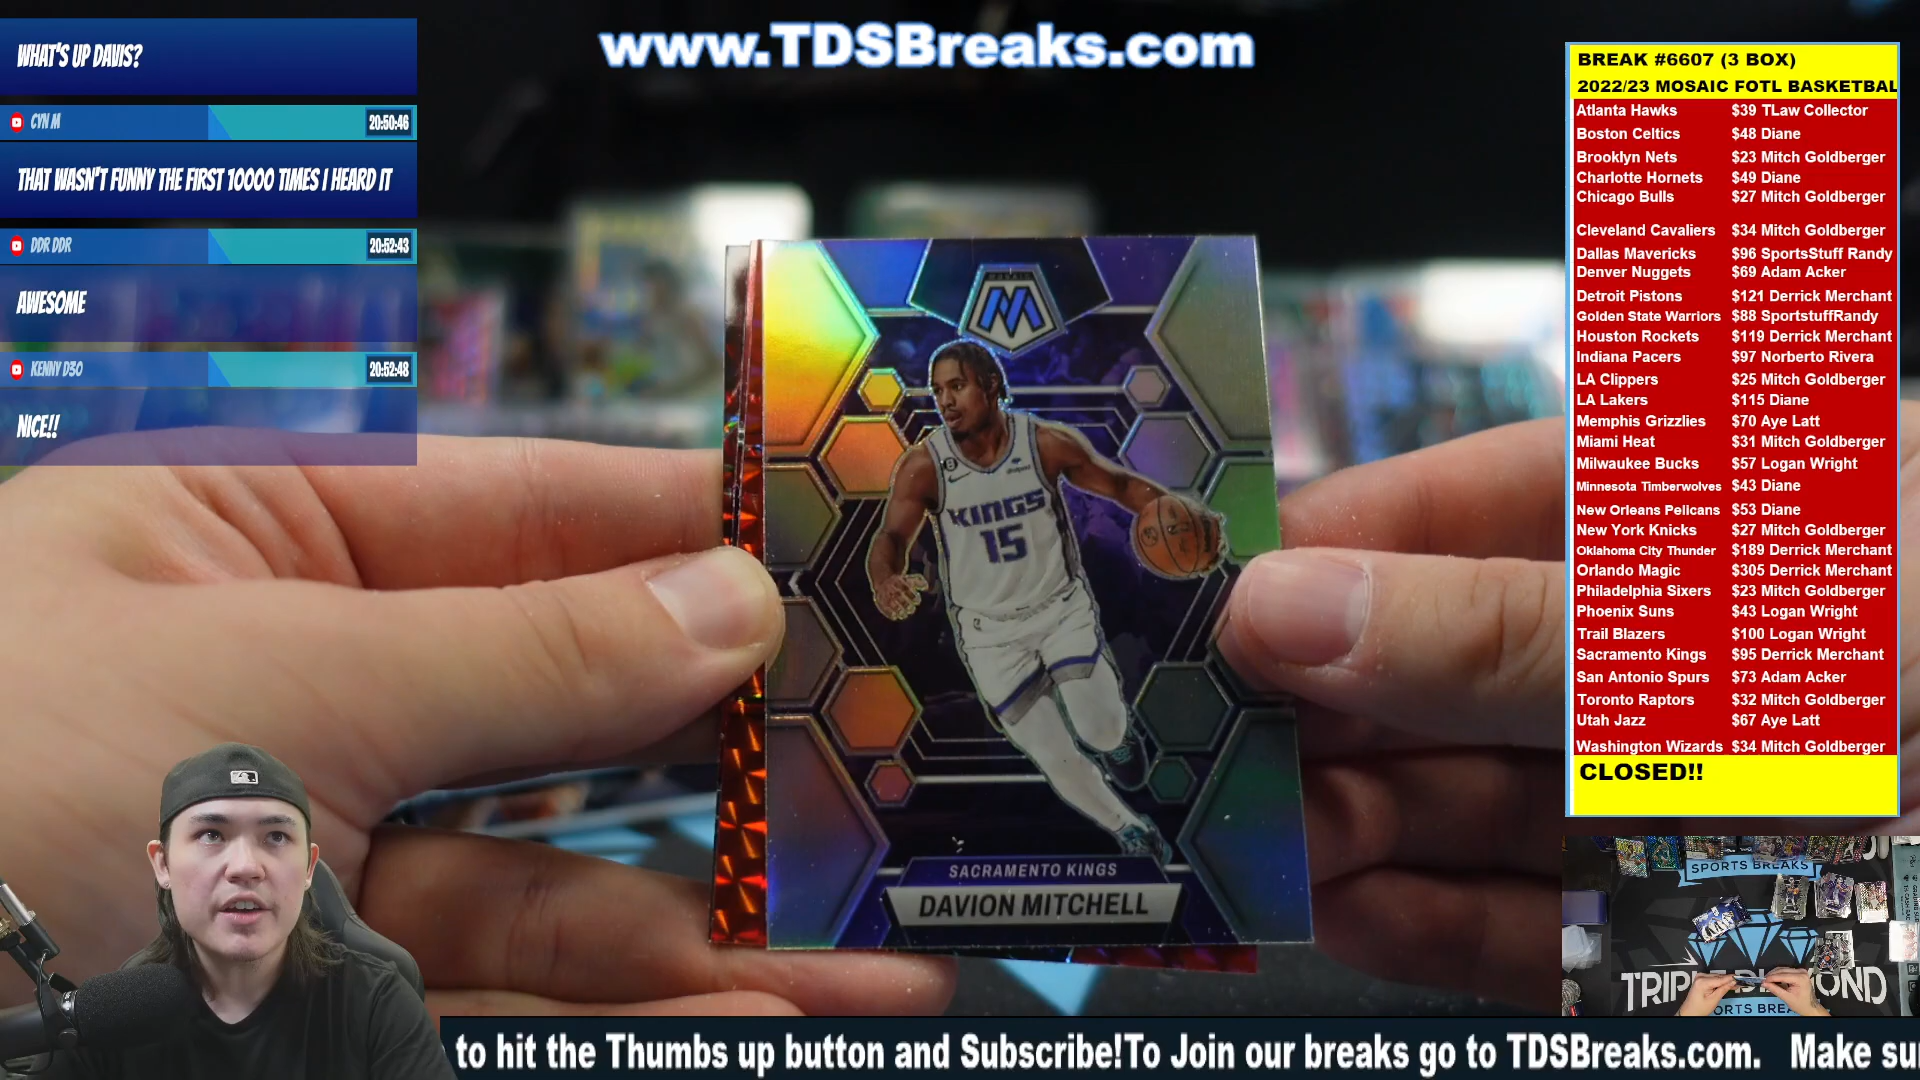 www.TDSBreaks.com
WHAT'S UP DAVIS?
CYN M 20:50:46
THAT WASN'T FUNNY THE FIRST 10000 TIMES I HEARD IT
DDR DDR 20:52:43
AWESOME
KENNY D30 20:52:48
NICE!!
MOSAIC
KINGS
15
SACRAMENTO KINGS
DAVION MITCHELL
BREAK #6607 (3 BOX)
2022/23 MOSAIC FOTL BASKETBAL
Atlanta Hawks $39 TLaw Collector
Boston Celtics $48 Diane
Brooklyn Nets $23 Mitch Goldberger
Charlotte Hornets $49 Diane
Chicago Bulls $27 Mitch Goldberger
Cleveland Cavaliers $34 Mitch Goldberger
Dallas Mavericks $96 SportsStuff Randy
Denver Nuggets $69 Adam Acker
Detroit Pistons $121 Derrick Merchant
Golden State Warriors $88 SportstuffRandy
Houston Rockets $119 Derrick Merchant
Indiana Pacers $97 Norberto Rivera
LA Clippers $25 Mitch Goldberger
LA Lakers $115 Diane
Memphis Grizzlies $70 Aye Latt
Miami Heat $31 Mitch Goldberger
Milwaukee Bucks $57 Logan Wright
Minnesota Timberwolves $43 Diane
New Orleans Pelicans $53 Diane
New York Knicks $27 Mitch Goldberger
Oklahoma City Thunder $189 Derrick Merchant
Orlando Magic $305 Derrick Merchant
Philadelphia Sixers $23 Mitch Goldberger
Phoenix Suns $43 Logan Wright
Trail Blazers $100 Logan Wright
Sacramento Kings $95 Derrick Merchant
San Antonio Spurs $73 Adam Acker
Toronto Raptors $32 Mitch Goldberger
Utah Jazz $67 Aye Latt
Washington Wizards $34 Mitch Goldberger
CLOSED!!
SPORTS BREAKS
TRIPLE DIAMOND
ORTS BREA
to hit the Thumbs up button and Subscribe!To Join our breaks go to TDSBreaks.com. Make su